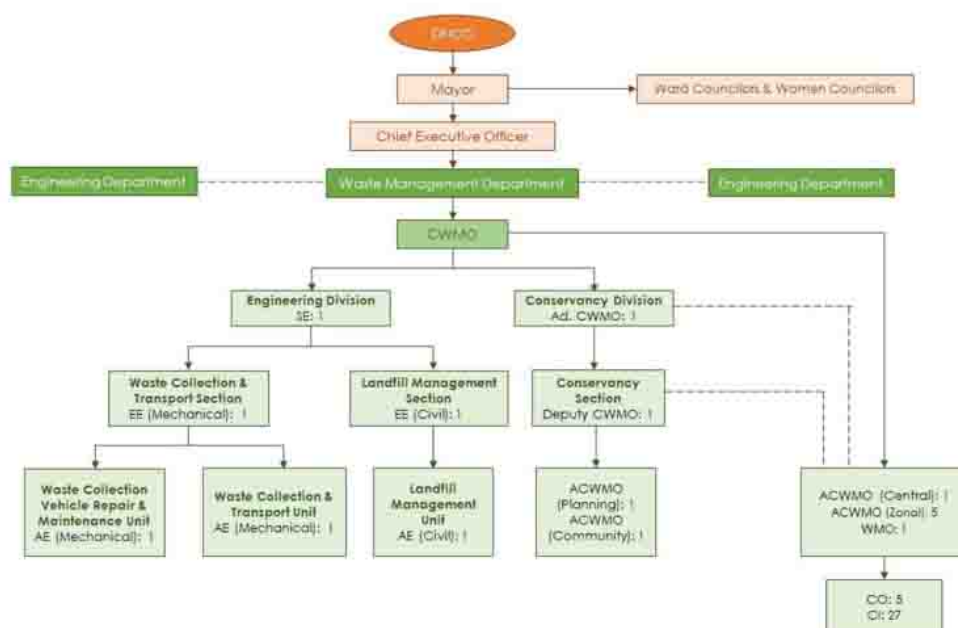 DNCC
Mayor
Ward Councilors & Women Councilors
Chief Executive Officer
Engineering Department
Waste Management Department
Engineering Department
CWMO
Engineering Division
SE: 1
Conservancy Division
Ad. CWMO: 1
Waste Collection &
Transport Section
EE (Mechanical): 1
Landfill Management
Section
EE (Civil): 1
Conservancy
Section
Deputy CWMO: 1
Waste Collection
Vehicle Repair &
Maintenance Unit
AE (Mechanical): 1
Waste Collection &
Transport Unit
AE (Mechanical): 1
Landfill
Management
Unit
AE (Civil): 1
ACWMO
(Planning): 1
ACWMO
(Community): 1
ACWMO (Central): 1
ACWMO (Zonal): 5
WMO: 1
CO: 5
CI: 27